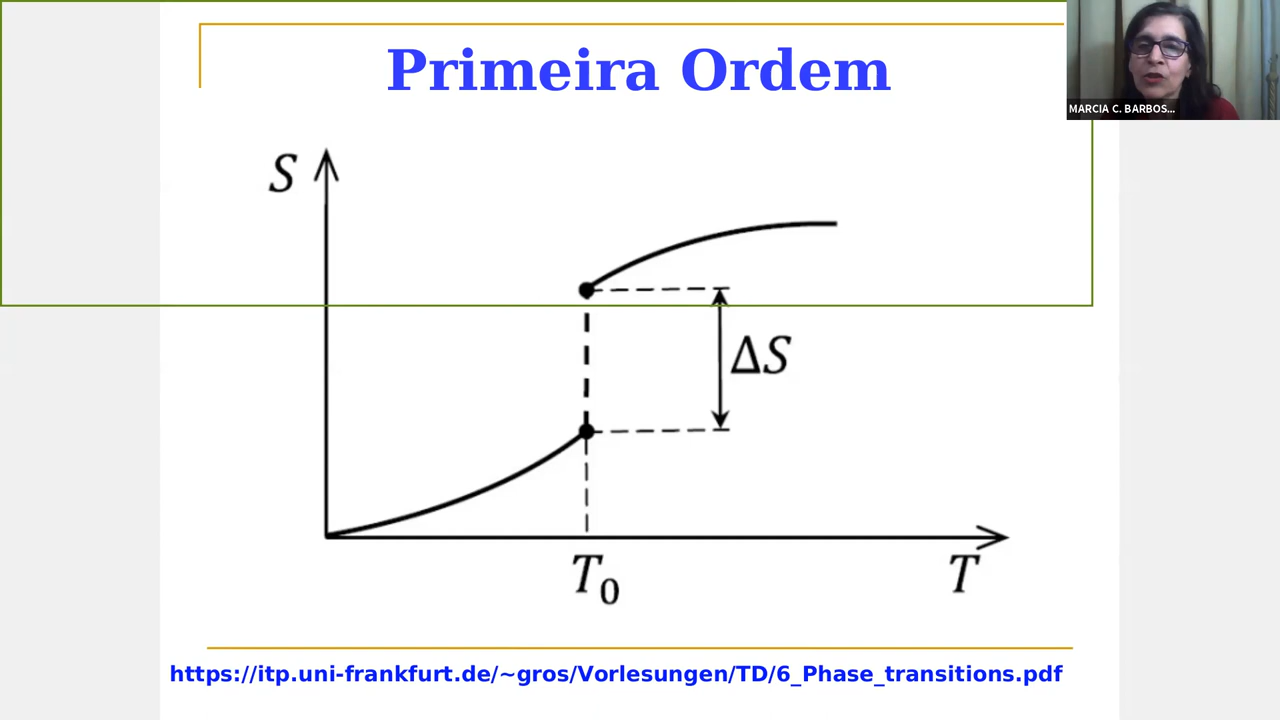 Primeira Ordem
MARCIA C. BARBOS...
S
ΔS
T₀
T
https://itp.uni-frankfurt.de/~gros/Vorlesungen/TD/6_Phase_transitions.pdf